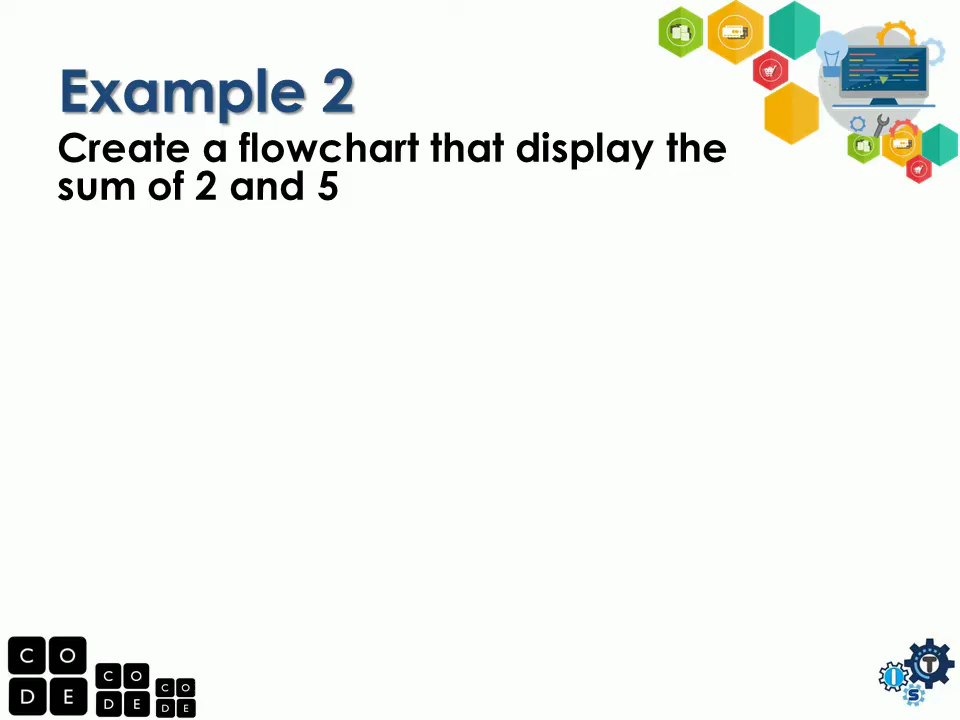 Example 2
Create a flowchart that display the
sum of 2 and 5
C O
D E
C O
D E
C O
D E
I T
S